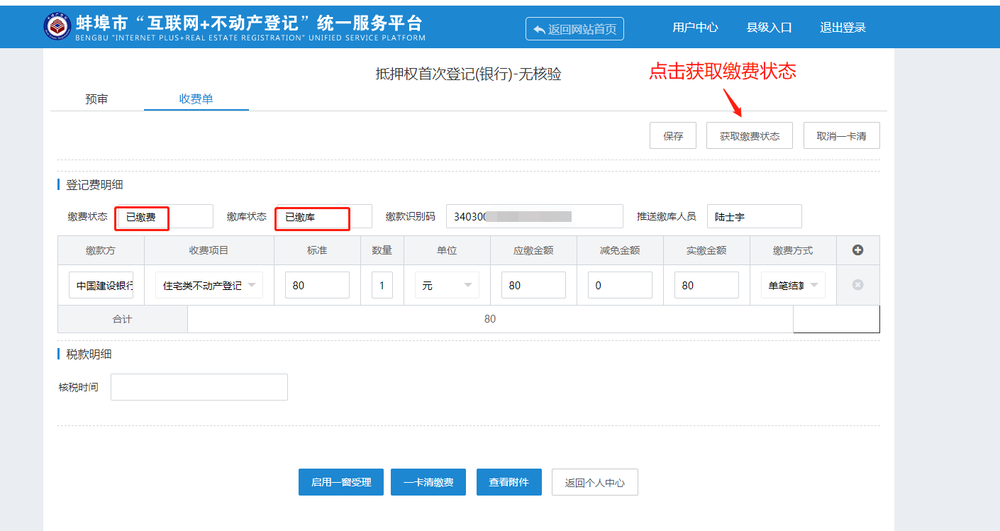 蚌埠市“互联网+不动产登记”统一服务平台
BENGBU "INTERNET PLUS+REAL ESTATE REGISTRATION" UNIFIED SERVICE PLATFORM
返回网站首页 用户中心 县级入口 退出登录
抵押权首次登记(银行)-无核验
点击获取缴费状态
预审 收费单
保存 获取缴费状态 取消一卡清
登记费明细
缴费状态 已缴费 缴库状态 已缴库 缴款识别码 340300 推送缴库人员 陆士宇
缴款方 收费项目 标准 数量 单位 应缴金额 减免金额 实缴金额 缴费方式
中国建设银行 住宅类不动产登记 80 1 元 80 0 80 单笔结算
合计 80
税款明细
核税时间
启用一窗受理 一卡清缴费 查看附件 返回个人中心